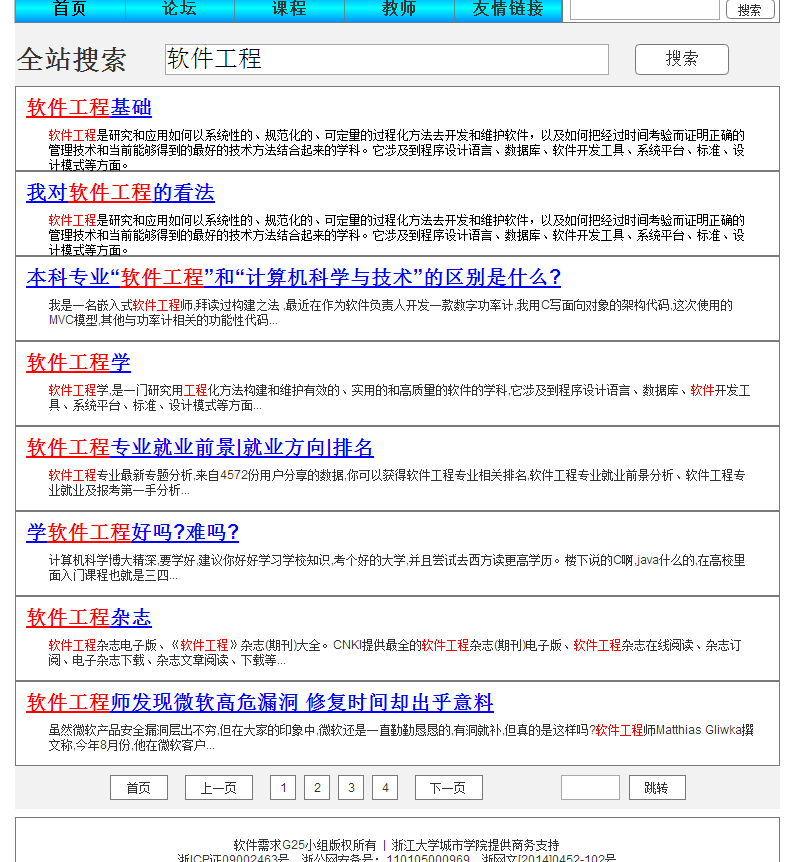 首页 论坛 课程 教师 友情链接 搜索
全站搜索 软件工程 搜索
软件工程基础
软件工程是研究和应用如何以系统性的、规范化的、可定量的过程化方法去开发和维护软件，以及如何把经过时间考验而证明正确的
管理技术和当前能够得到的最好的技术方法结合起来的学科。它涉及到程序设计语言、数据库、软件开发工具、系统平台、标准、设
计模式等方面。
我对软件工程的看法
软件工程是研究和应用如何以系统性的、规范化的、可定量的过程化方法去开发和维护软件，以及如何把经过时间考验而证明正确的
管理技术和当前能够得到的最好的技术方法结合起来的学科。它涉及到程序设计语言、数据库、软件开发工具、系统平台、标准、设
计模式等方面。
本科专业“软件工程”和“计算机科学与技术”的区别是什么?
我是一名嵌入式软件工程师,拜读过构建之法 ,最近在作为软件负责人开发一款数字功率计,我用C写面向对象的架构代码,这次使用的
MVC模型,其他与功率计相关的功能性代码...
软件工程学
软件工程学,是一门研究用工程化方法构建和维护有效的、实用的和高质量的软件的学科,它涉及到程序设计语言、数据库、软件开发工
具、系统平台、标准、设计模式等方面...
软件工程专业就业前景|就业方向|排名
软件工程专业最新专题分析,来自4572份用户分享的数据,你可以获得软件工程专业相关排名,软件工程专业就业前景分析、软件工程专
业就业及报考第一手分析...
学软件工程好吗?难吗?
计算机科学博大精深,要学好,建议你好好学习学校知识,考个好的大学,并且尝试去西方读更高学历。楼下说的C啊,java什么的,在高校里
面入门课程也就是三四...
软件工程杂志
软件工程杂志电子版、《软件工程》杂志(期刊)大全。CNKI提供最全的软件工程杂志(期刊)电子版、软件工程杂志在线阅读、杂志订
阅、电子杂志下载、杂志文章阅读、下载等...
软件工程师发现微软高危漏洞 修复时间却出乎意料
虽然微软产品安全漏洞层出不穷,但在大家的印象中,微软还是一直勤勤恳恳的,有洞就补,但真的是这样吗?软件工程师Matthias Gliwka撰
文称,今年8月份,他在微软客户...
首页 上一页 1 2 3 4 下一页 跳转
软件需求G25小组版权所有 | 浙江大学城市学院提供商务支持
浙ICP证09002463号 浙公网安备号：110105000969 浙网文[2014]0452-102号